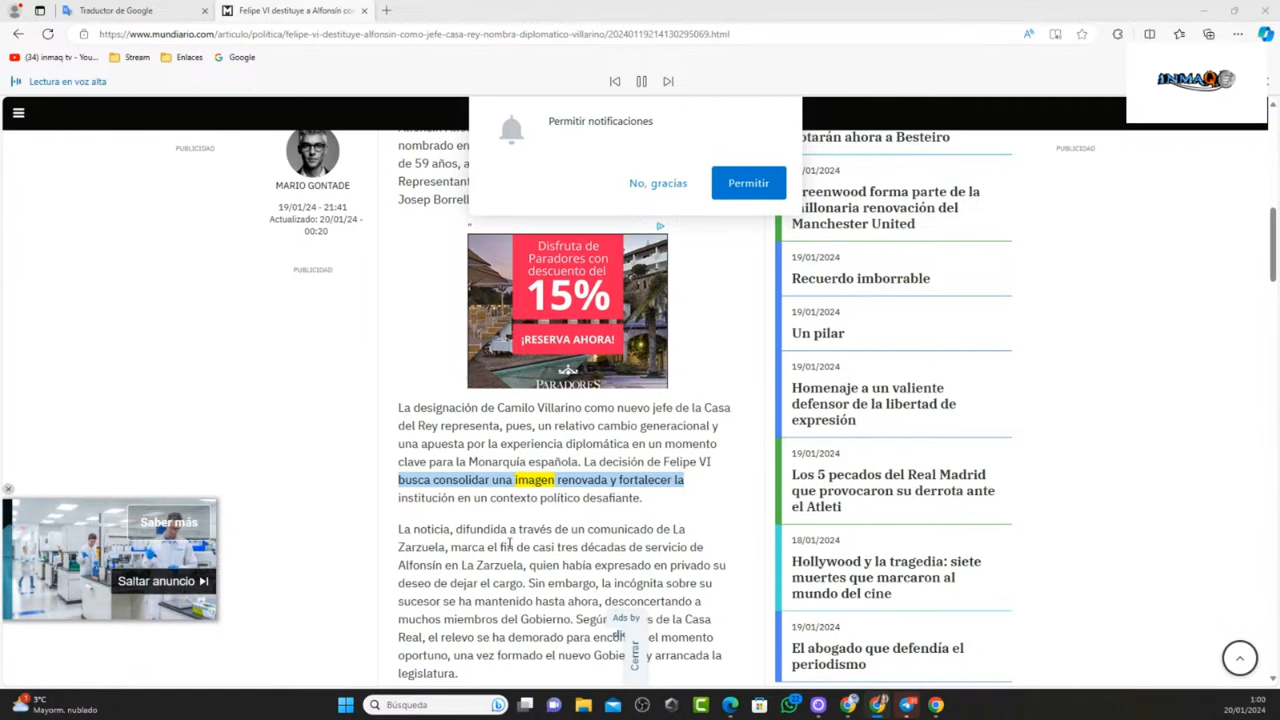 Traductor de Google
Felipe VI destituye a Alfonsín co
https://www.mundiario.com/articulo/politica/felipe-vi-destituye-alfonsin-como-jefe-casa-rey-nombra-diplomatico-villarino/20240119214130295069.html
(34) inmaq tv - You...
Stream
Enlaces
Google
Lectura en voz alta
INMAQ
Permitir notificaciones
No, gracias
Permitir
PUBLICIDAD
MARIO GONTADE
19/01/24 - 21:41
Actualizado: 20/01/24 -
00:20
PUBLICIDAD
nombrado en
de 59 años, a
Representant
Josep Borrell
"
Disfruta de
Paradores con
descuento del
15%
¡RESERVA AHORA!
PARADORES
La designación de Camilo Villarino como nuevo jefe de la Casa
del Rey representa, pues, un relativo cambio generacional y
una apuesta por la experiencia diplomática en un momento
clave para la Monarquía española. La decisión de Felipe VI
busca consolidar una imagen renovada y fortalecer la
institución en un contexto político desafiante.
La noticia, difundida a través de un comunicado de La
Zarzuela, marca el fin de casi tres décadas de servicio de
Alfonsín en La Zarzuela, quien había expresado en privado su
deseo de dejar el cargo. Sin embargo, la incógnita sobre su
sucesor se ha mantenido hasta ahora, desconcertando a
muchos miembros del Gobierno. Según s de la Casa
Real, el relevo se ha demorado para enco el momento
oportuno, una vez formado el nuevo Gobie y arrancada la
legislatura.
Ads by
Cerrar
otarán ahora a Besteiro
/01/2024
reenwood forma parte de la
illonaria renovación del
Manchester United
19/01/2024
Recuerdo imborrable
19/01/2024
Un pilar
19/01/2024
Homenaje a un valiente
defensor de la libertad de
expresión
19/01/2024
Los 5 pecados del Real Madrid
que provocaron su derrota ante
el Atleti
18/01/2024
Hollywood y la tragedia: siete
muertes que marcaron al
mundo del cine
19/01/2024
El abogado que defendía el
periodismo
PUBLICIDAD
Saber más
Saltar anuncio
3°C
Mayorm. nublado
Búsqueda
1:00
20/01/2024